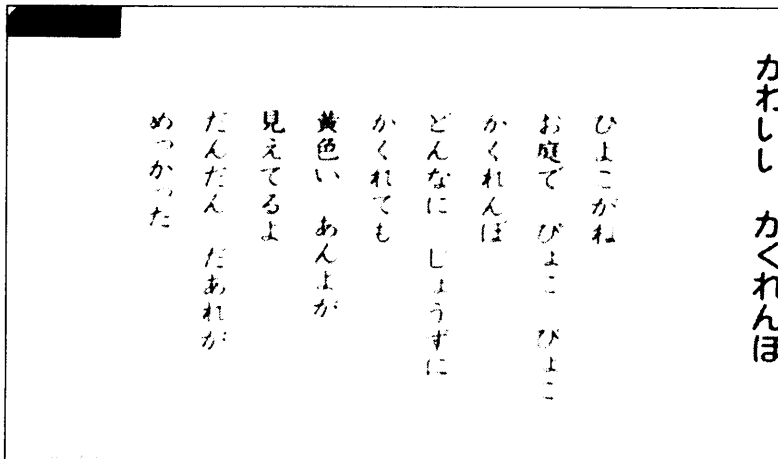 かわいい かくれんぼ
ひよこがね
お庭で ぴよこ ぴよこ
かくれんぼ
どんなに じょうずに
かくれても
黄色い あんよが
見えてるよ
だんだん だあれが
めっかった